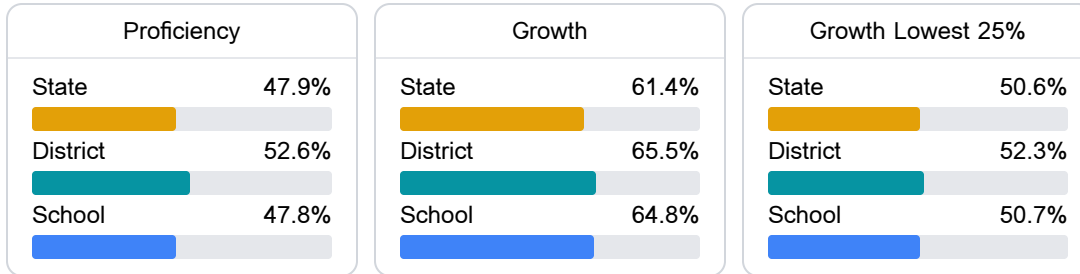 Proficiency
State 47.9%
District 52.6%
School 47.8%
Growth
State 61.4%
District 65.5%
School 64.8%
Growth Lowest 25%
State 50.6%
District 52.3%
School 50.7%